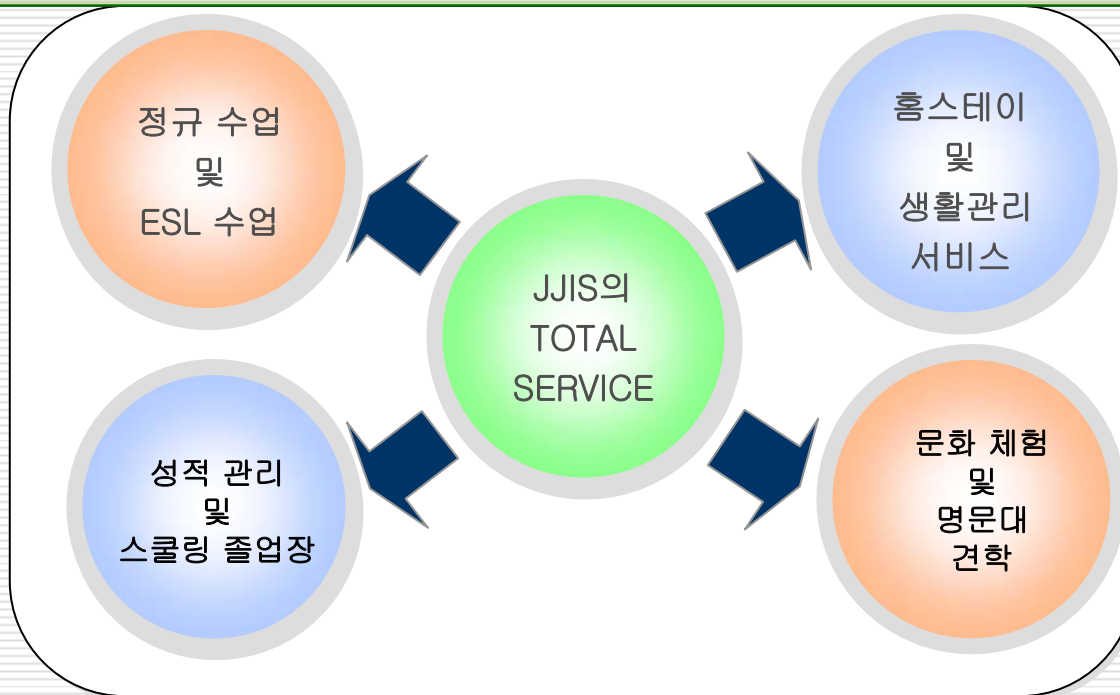 정규 수업
및
ESL 수업
홈스테이
및
생활관리
서비스
JJIS의
TOTAL
SERVICE
성적 관리
및
스쿨링 졸업장
문화 체험
및
명문대
견학